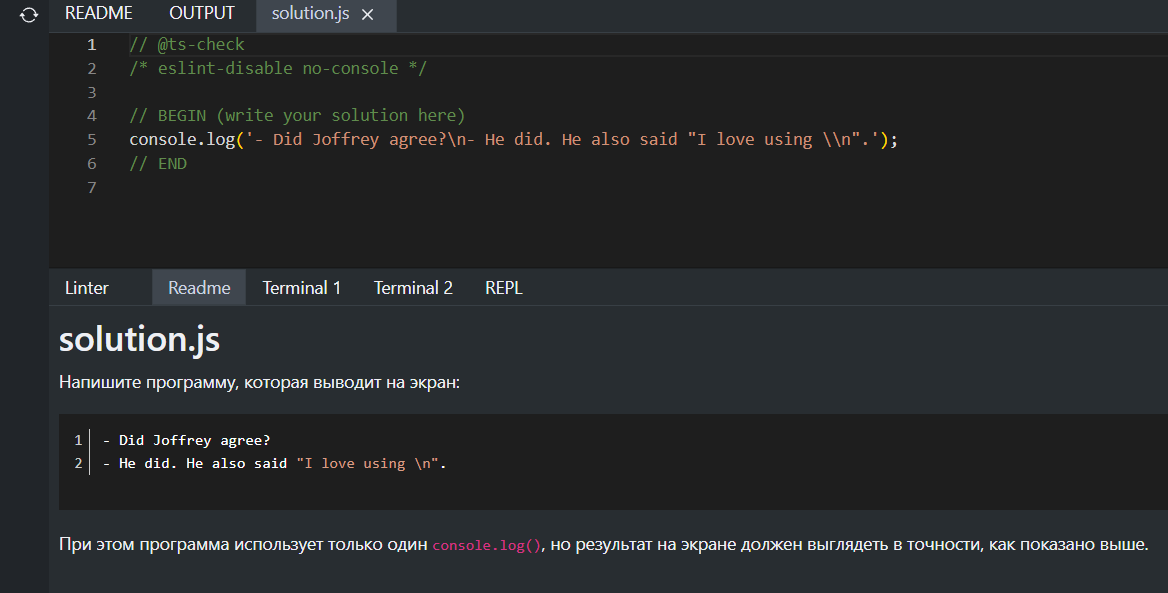 README OUTPUT solution.js ×
1 // @ts-check
2 /* eslint-disable no-console */
3
4 // BEGIN (write your solution here)
5 console.log('- Did Joffrey agree?\n- He did. He also said "I love using \\n".');
6 // END
7
Linter Readme Terminal 1 Terminal 2 REPL
solution.js
Напишите программу, которая выводит на экран:
1 - Did Joffrey agree?
2 - He did. He also said "I love using \n".
При этом программа использует только один console.log(), но результат на экране должен выглядеть в точности, как показано выше.